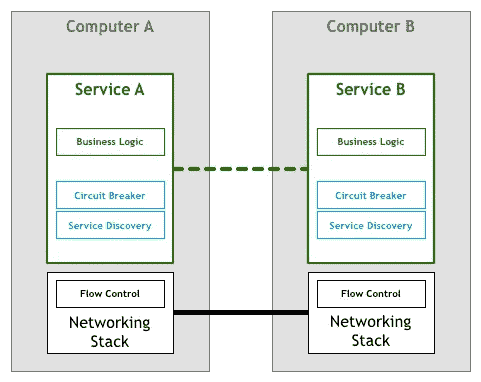 Computer A
Computer B
Service A
Service B
Business Logic
Business Logic
Circuit Breaker
Circuit Breaker
Service Discovery
Service Discovery
Flow Control
Flow Control
Networking
Stack
Networking
Stack